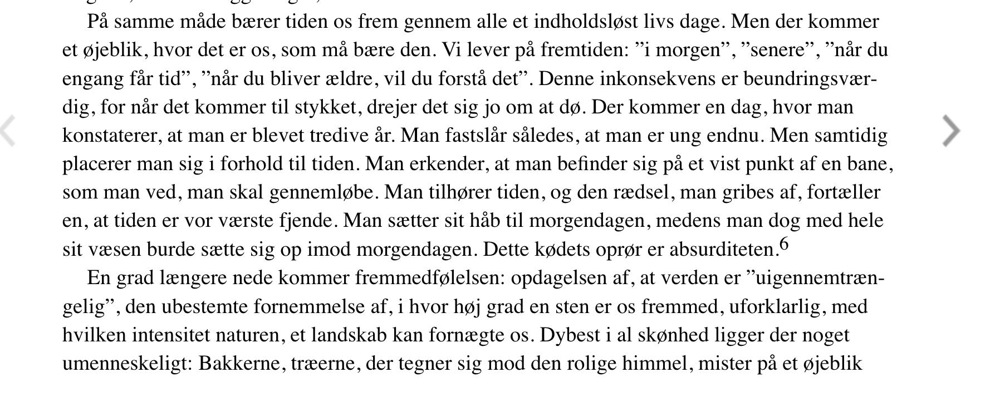 På samme måde bærer tiden os frem gennem alle et indholdsløst livs dage. Men der kommer
et øjeblik, hvor det er os, som må bære den. Vi lever på fremtiden: ”i morgen”, ”senere”, ”når du
engang får tid”, ”når du bliver ældre, vil du forstå det”. Denne inkonsekvens er beundringsvær-
dig, for når det kommer til stykket, drejer det sig jo om at dø. Der kommer en dag, hvor man
konstaterer, at man er blevet tredive år. Man fastslår således, at man er ung endnu. Men samtidig
placerer man sig i forhold til tiden. Man erkender, at man befinder sig på et vist punkt af en bane,
som man ved, man skal gennemløbe. Man tilhører tiden, og den rædsel, man gribes af, fortæller
en, at tiden er vor værste fjende. Man sætter sit håb til morgendagen, medens man dog med hele
sit væsen burde sætte sig op imod morgendagen. Dette kødets oprør er absurditeten.6
En grad længere nede kommer fremmedfølelsen: opdagelsen af, at verden er ”uigennemtræn-
gelig”, den ubestemte fornemmelse af, i hvor høj grad en sten er os fremmed, uforklarlig, med
hvilken intensitet naturen, et landskab kan fornægte os. Dybest i al skønhed ligger der noget
umenneskeligt: Bakkerne, træerne, der tegner sig mod den rolige himmel, mister på et øjeblik